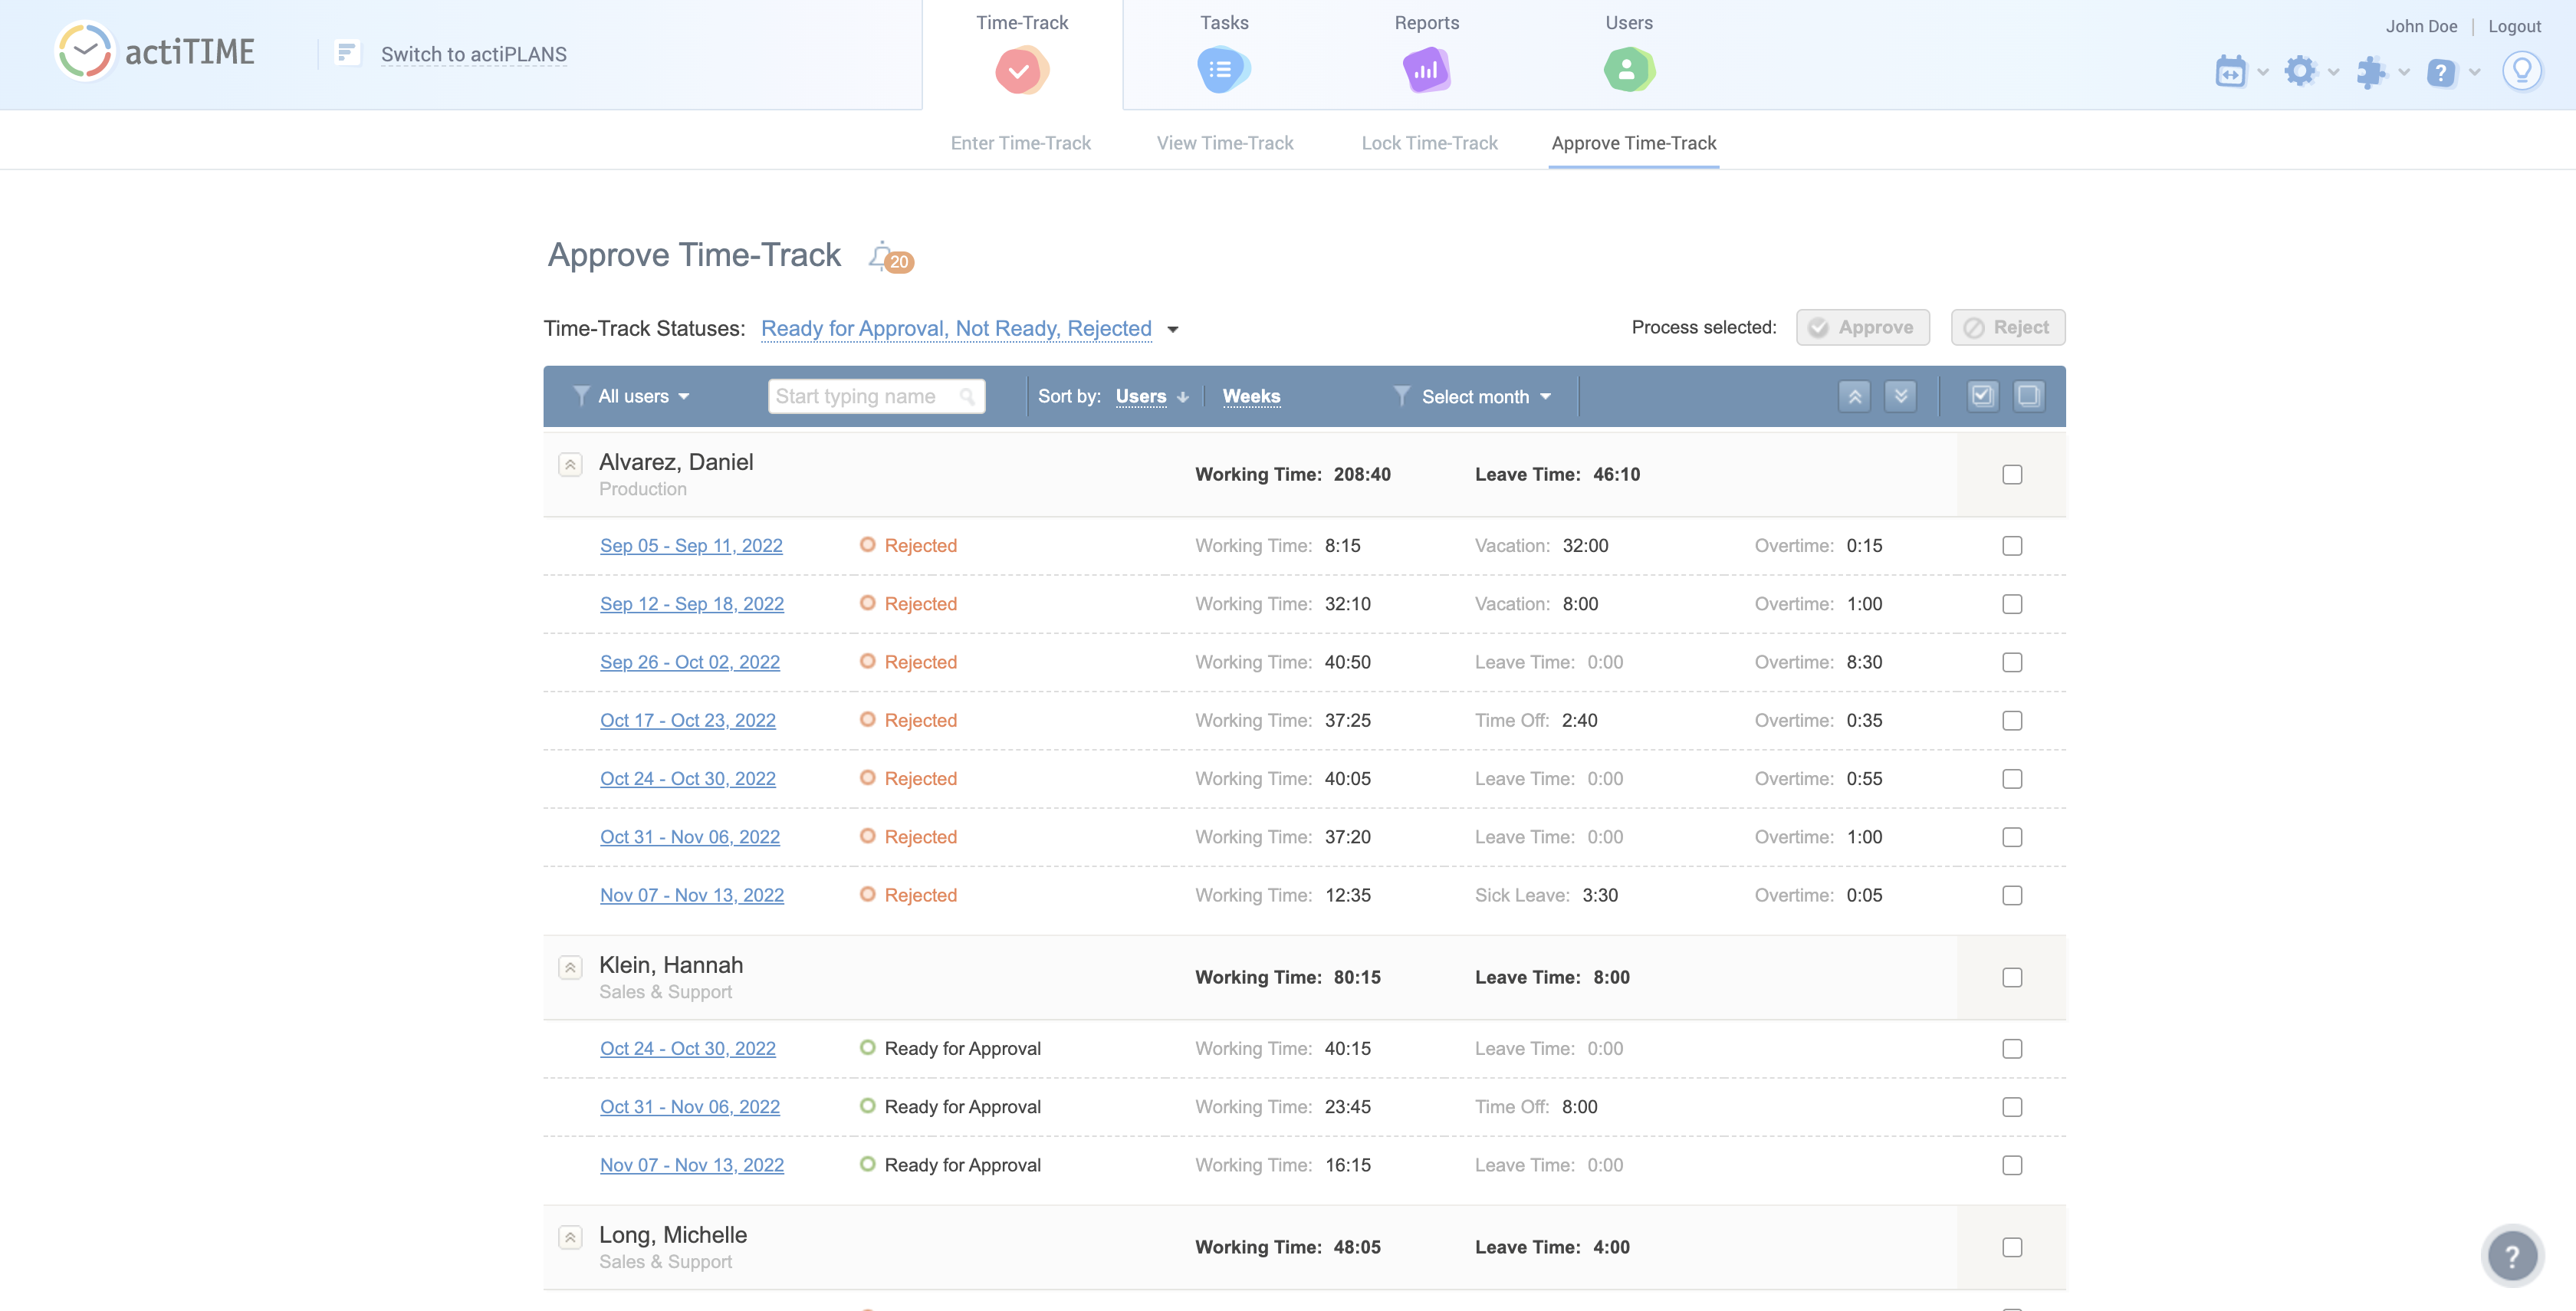 actiTIME
Switch to actiPLANS
Time-Track
Tasks
Reports
Users
John Doe
Logout
?
Enter Time-Track
View Time-Track
Lock Time-Track
Approve Time-Track
Approve Time-Track
20
Time-Track Statuses: Ready for Approval, Not Ready, Rejected
Process selected: Approve Reject
All users Start typing name Sort by: Users Weeks Select month
Alvarez, Daniel
Production
Working Time: 208:40 Leave Time: 46:10
Sep 05 - Sep 11, 2022 Rejected Working Time: 8:15 Vacation: 32:00 Overtime: 0:15
Sep 12 - Sep 18, 2022 Rejected Working Time: 32:10 Vacation: 8:00 Overtime: 1:00
Sep 26 - Oct 02, 2022 Rejected Working Time: 40:50 Leave Time: 0:00 Overtime: 8:30
Oct 17 - Oct 23, 2022 Rejected Working Time: 37:25 Time Off: 2:40 Overtime: 0:35
Oct 24 - Oct 30, 2022 Rejected Working Time: 40:05 Leave Time: 0:00 Overtime: 0:55
Oct 31 - Nov 06, 2022 Rejected Working Time: 37:20 Leave Time: 0:00 Overtime: 1:00
Nov 07 - Nov 13, 2022 Rejected Working Time: 12:35 Sick Leave: 3:30 Overtime: 0:05
Klein, Hannah
Sales & Support
Working Time: 80:15 Leave Time: 8:00
Oct 24 - Oct 30, 2022 Ready for Approval Working Time: 40:15 Leave Time: 0:00
Oct 31 - Nov 06, 2022 Ready for Approval Working Time: 23:45 Time Off: 8:00
Nov 07 - Nov 13, 2022 Ready for Approval Working Time: 16:15 Leave Time: 0:00
Long, Michelle
Sales & Support
Working Time: 48:05 Leave Time: 4:00
?